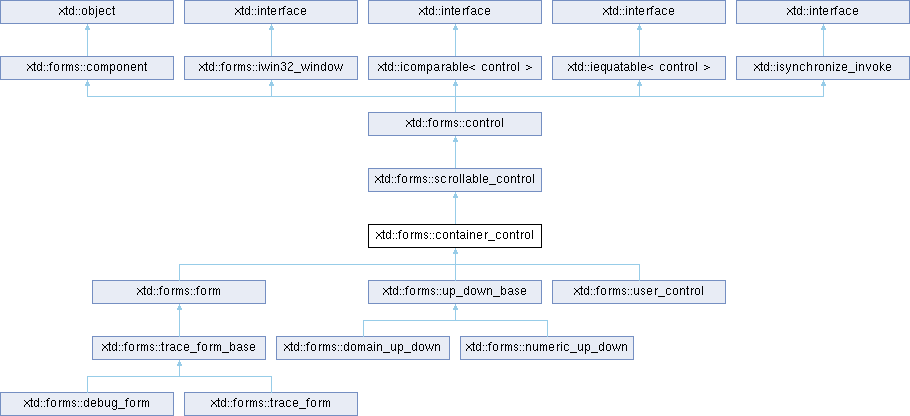 xtd::object
xtd::interface
xtd::interface
xtd::interface
xtd::interface
xtd::forms::component
xtd::forms::iwin32_window
xtd::icomparable< control >
xtd::iequatable< control >
xtd::isynchronize_invoke
xtd::forms::control
xtd::forms::scrollable_control
xtd::forms::container_control
xtd::forms::form
xtd::forms::up_down_base
xtd::forms::user_control
xtd::forms::trace_form_base
xtd::forms::domain_up_down
xtd::forms::numeric_up_down
xtd::forms::debug_form
xtd::forms::trace_form